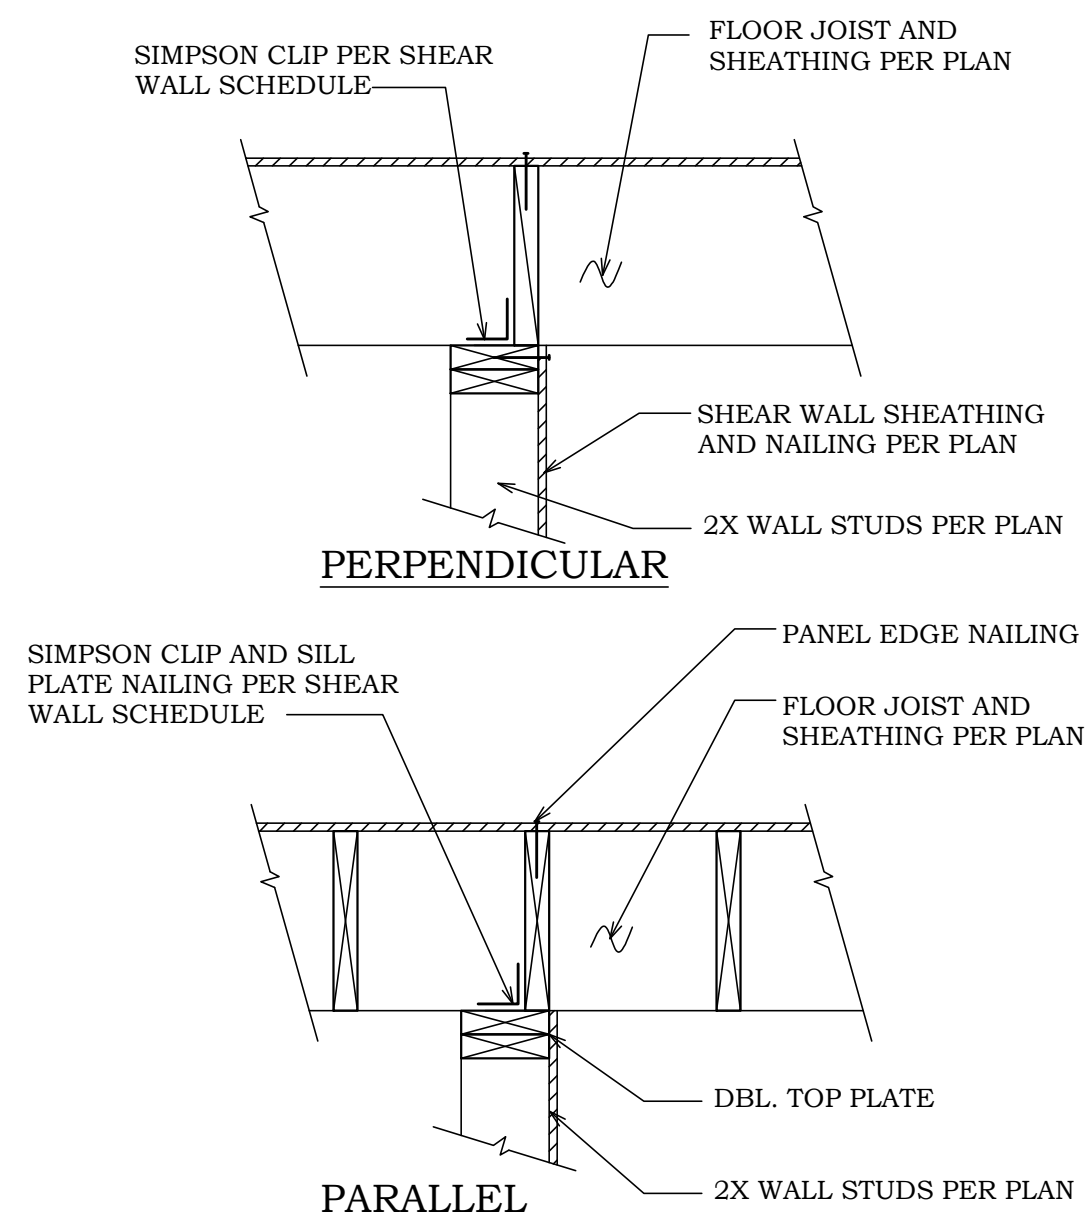 FLOOR JOIST AND
SHEATHING PER PLAN
SIMPSON CLIP PER SHEAR
WALL SCHEDULE
SHEAR WALL SHEATHING
AND NAILING PER PLAN
2X WALL STUDS PER PLAN
PERPENDICULAR
PANEL EDGE NAILING
SIMPSON CLIP AND SILL
PLATE NAILING PER SHEAR
WALL SCHEDULE
FLOOR JOIST AND
SHEATHING PER PLAN
DBL. TOP PLATE
2X WALL STUDS PER PLAN
PARALLEL